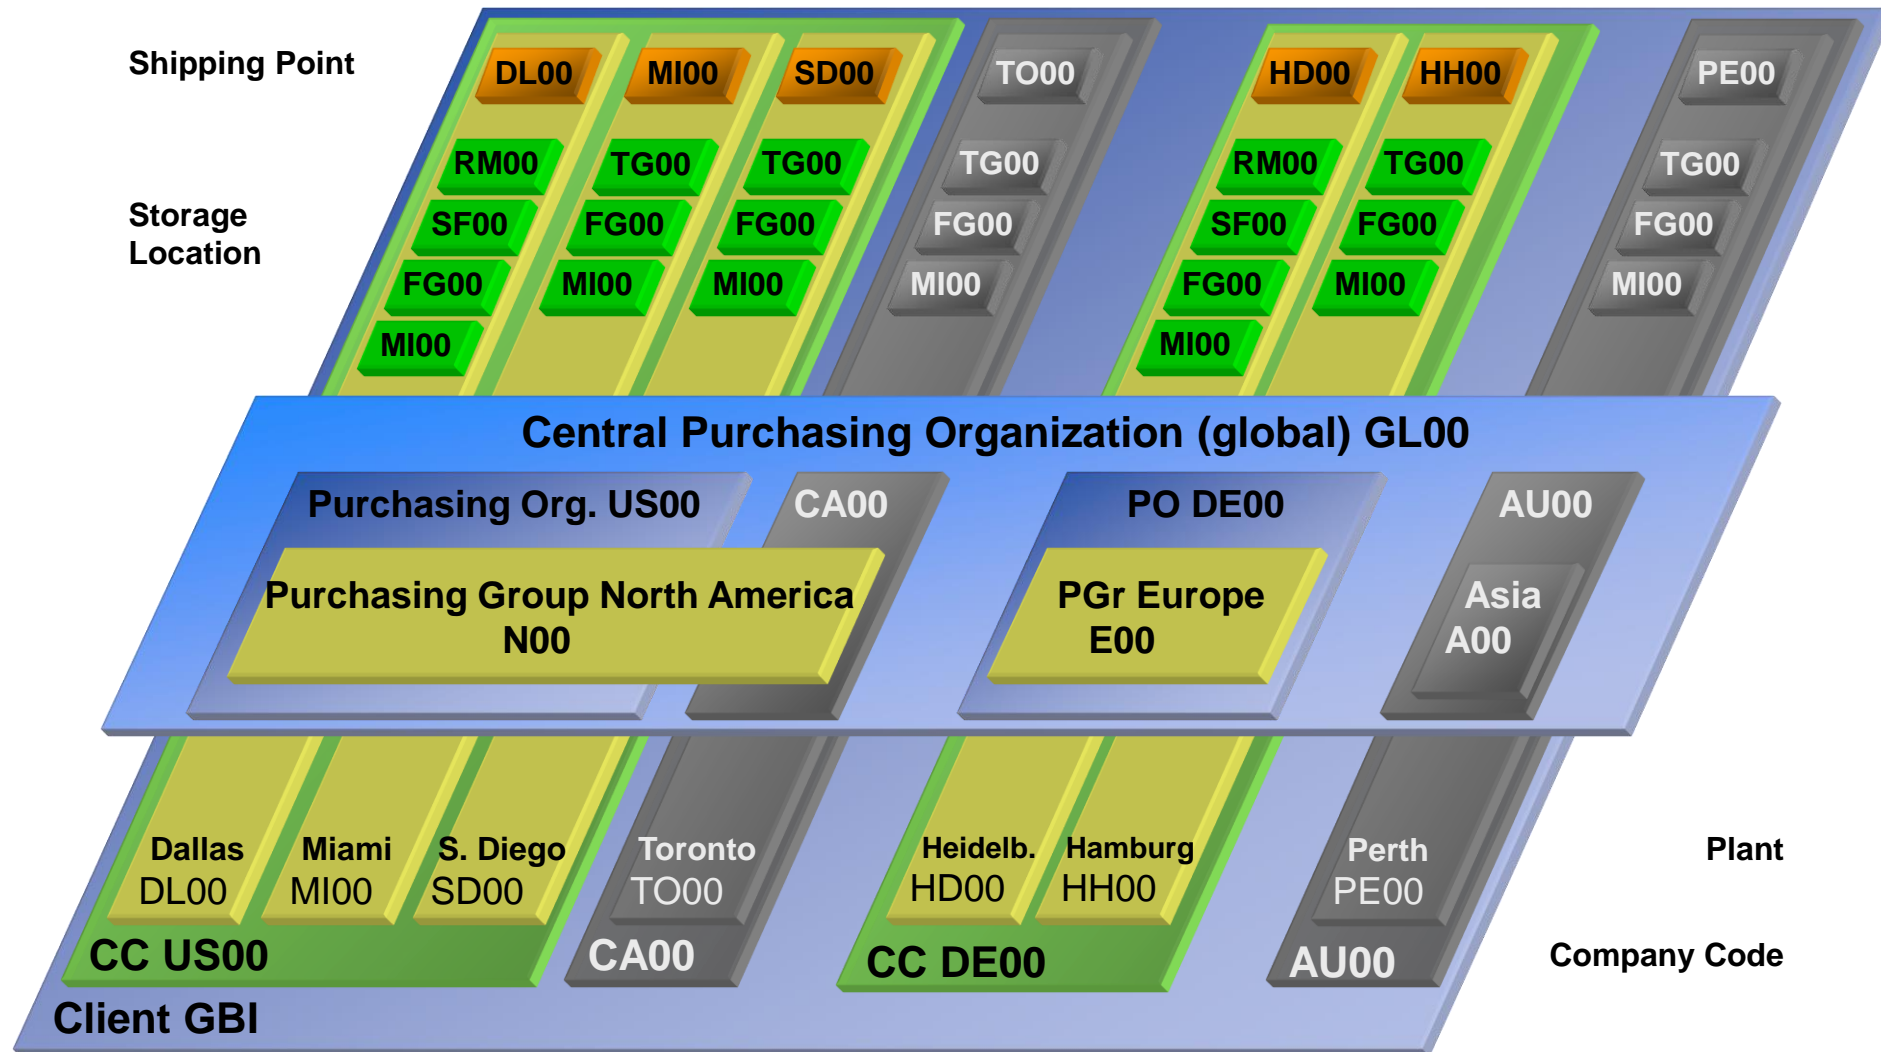 Shipping Point
DL00 MI00 SD00 TO00 HD00 HH00 PE00
RM00 TG00 TG00 TG00 RM00 TG00 TG00
Storage
Location
SF00 FG00 FG00 FG00 SF00 FG00 FG00
FG00 MI00 MI00 MI00 FG00 MI00 MI00
MI00 MI00
Central Purchasing Organization (global) GL00
Purchasing Org. US00 CA00 PO DE00 AU00
Purchasing Group North America PGr Europe Asia
N00 E00 A00
Dallas Miami S. Diego Toronto Heidelb. Hamburg Perth Plant
DL00 MI00 SD00 TO00 HD00 HH00 PE00
CC US00 CA00 CC DE00 AU00 Company Code
Client GBI